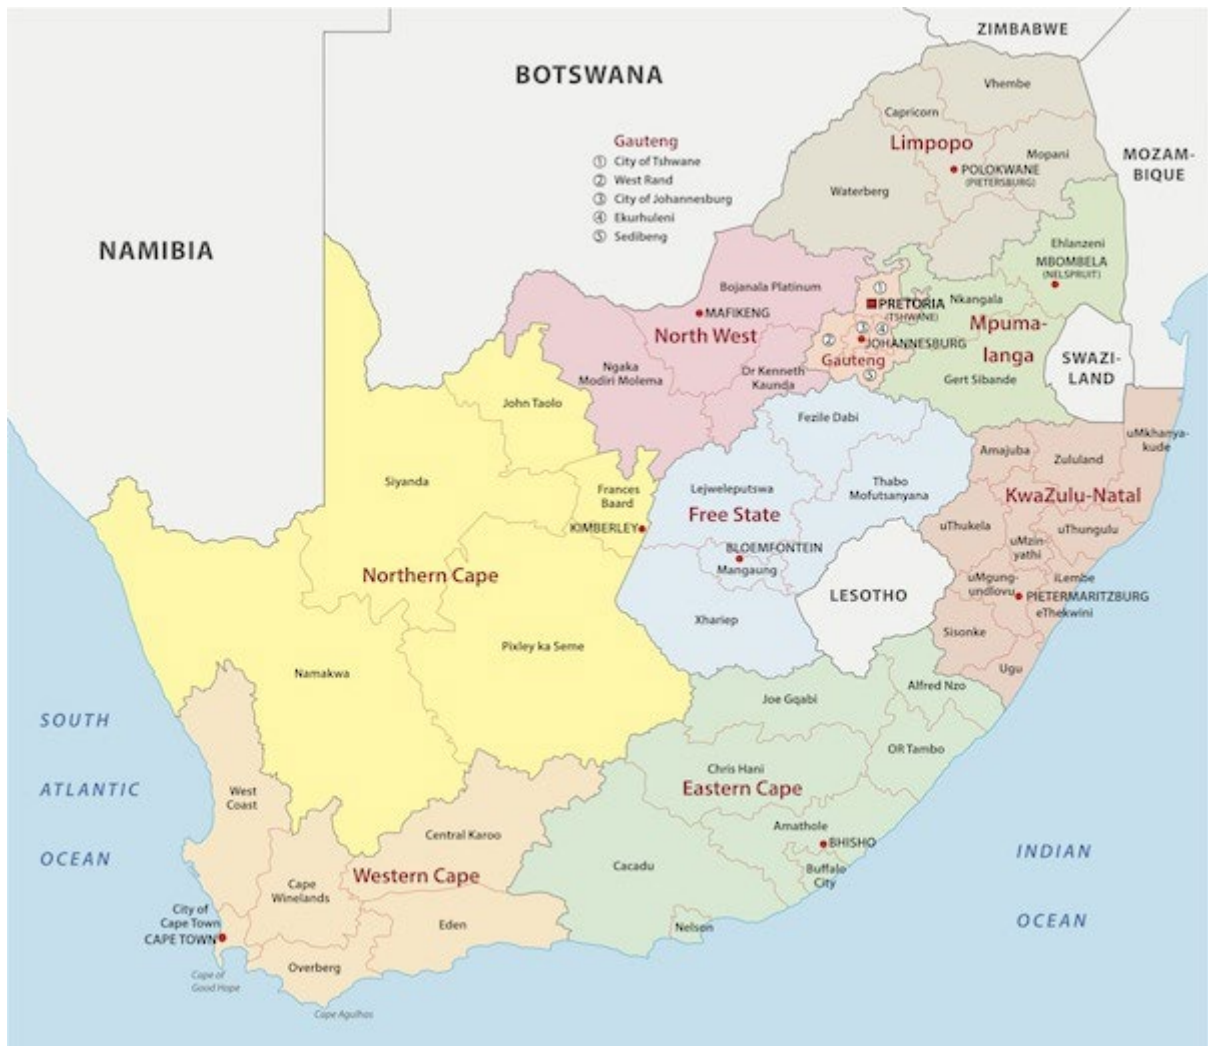 ZIMBABWE
BOTSWANA
Vhembe
Capricorn
Gauteng
① City of Tshwane
② West Rand
③ City of Johannesburg
④ Ekurhuleni
⑤ Sedibeng
Limpopo
Mopani
MOZAM-
BIQUE
POLOKWANE
(PIETERSBURG)
Waterberg
NAMIBIA
Ehlanzeni
MBOMBELA
(NELSPRUIT)
Bojanala Platinum
①
Nkangala
PRETORIA
(TSHWANE)
MAFIKENG
North West
Mpuma-
langa
②
③
④
JOHANNESBURG
Gauteng
⑤
SWAZI-
LAND
Ngaka
Modiri Molema
Dr Kenneth
Kaunda
Gert Sibande
John Taolo
Fezile Dabi
uMkhanya-
kude
Amajuba
Zululand
Siyanda
Frances
Baard
Lejweleputswa
Thabo
Mofutsanyana
KwaZulu-Natal
Free State
KIMBERLEY
uThukela
uThungulu
uMzin-
yathi
BLOEMFONTEIN
Mangaung
Northern Cape
uMgung-
undlovu
iLembe
LESOTHO
PIETERMARITZBURG
eThekwini
Xhariep
Sisonke
Pixley ka Seme
Namakwa
Ugu
Alfred Nzo
Joe Gqabi
SOUTH
ATLANTIC
OCEAN
OR Tambo
Chris Hani
Eastern Cape
West
Coast
Central Karoo
Amathole
BHISHO
Western Cape
Cacadu
Buffalo
City
INDIAN
OCEAN
Cape
Winelands
City of
Cape Town
CAPE TOWN
Eden
Nelson
Overberg
Cape of
Good Hope
Cape Agulhas